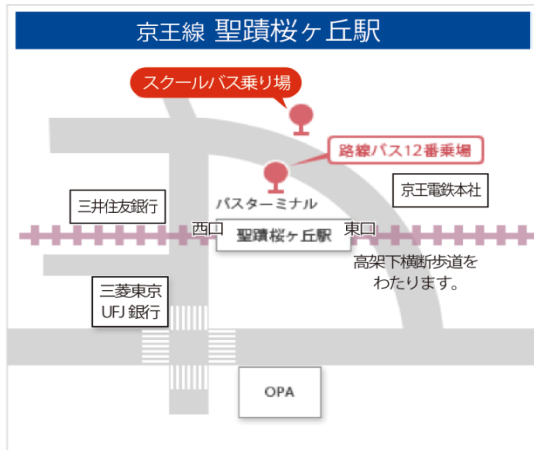 京王線 聖蹟桜ヶ丘駅
スクールバス乗り場
路線バス12番乗場
京王電鉄本社
三井住友銀行
バスターミナル
西口
聖蹟桜ヶ丘駅
東口
高架下横断歩道を
わたります。
三菱東京
UFJ 銀行
OPA